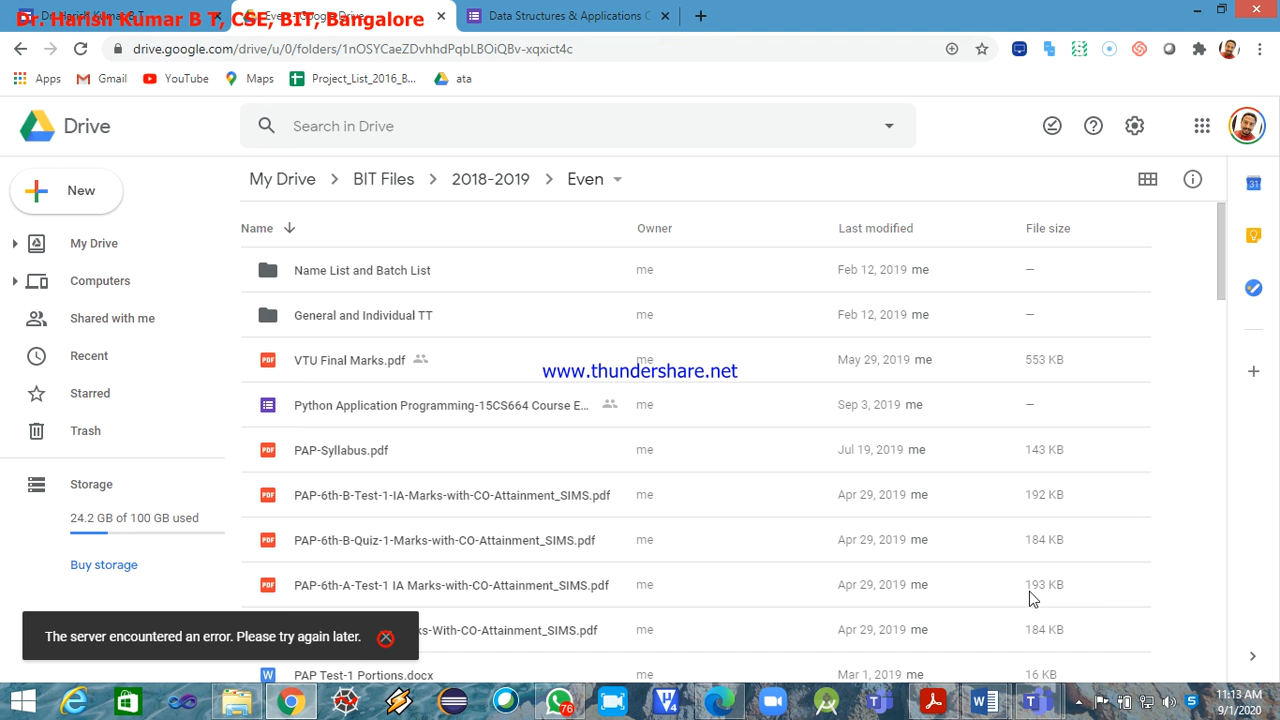 Dr. Harish Kumar B T, CSE, BIT, Bangalore
Data Structures & Applications C
drive.google.com/drive/u/0/folders/1nOSYCaeZDvhhdPqbLBOiQBv-xqxict4c
Apps Gmail YouTube Maps Project_List_2016_B... ata
Drive
Search in Drive
New
My Drive > BIT Files > 2018-2019 > Even
Name Owner Last modified File size
My Drive
Computers
Shared with me
Recent
Starred
Trash
Storage
24.2 GB of 100 GB used
Buy storage
Name List and Batch List me Feb 12, 2019 me –
General and Individual TT me Feb 12, 2019 me –
VTU Final Marks.pdf me May 29, 2019 me 553 KB
www.thundershare.net
Python Application Programming-15CS664 Course E... me Sep 3, 2019 me –
PAP-Syllabus.pdf me Jul 19, 2019 me 143 KB
PAP-6th-B-Test-1-IA-Marks-with-CO-Attainment_SIMS.pdf me Apr 29, 2019 me 192 KB
PAP-6th-B-Quiz-1-Marks-with-CO-Attainment_SIMS.pdf me Apr 29, 2019 me 184 KB
PAP-6th-A-Test-1 IA Marks-with-CO-Attainment_SIMS.pdf me Apr 29, 2019 me 193 KB
ks-With-CO-Attainment_SIMS.pdf me Apr 29, 2019 me 184 KB
PAP Test-1 Portions.docx me Mar 1, 2019 me 16 KB
The server encountered an error. Please try again later.
76
11:13 AM
9/1/2020